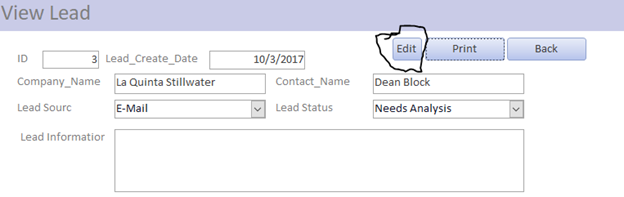 View Lead
ID 3 Lead_Create_Date 10/3/2017 Edit Print Back
Company_Name La Quinta Stillwater Contact_Name Dean Block
Lead Sourc E-Mail Lead Status Needs Analysis
Lead Informatior